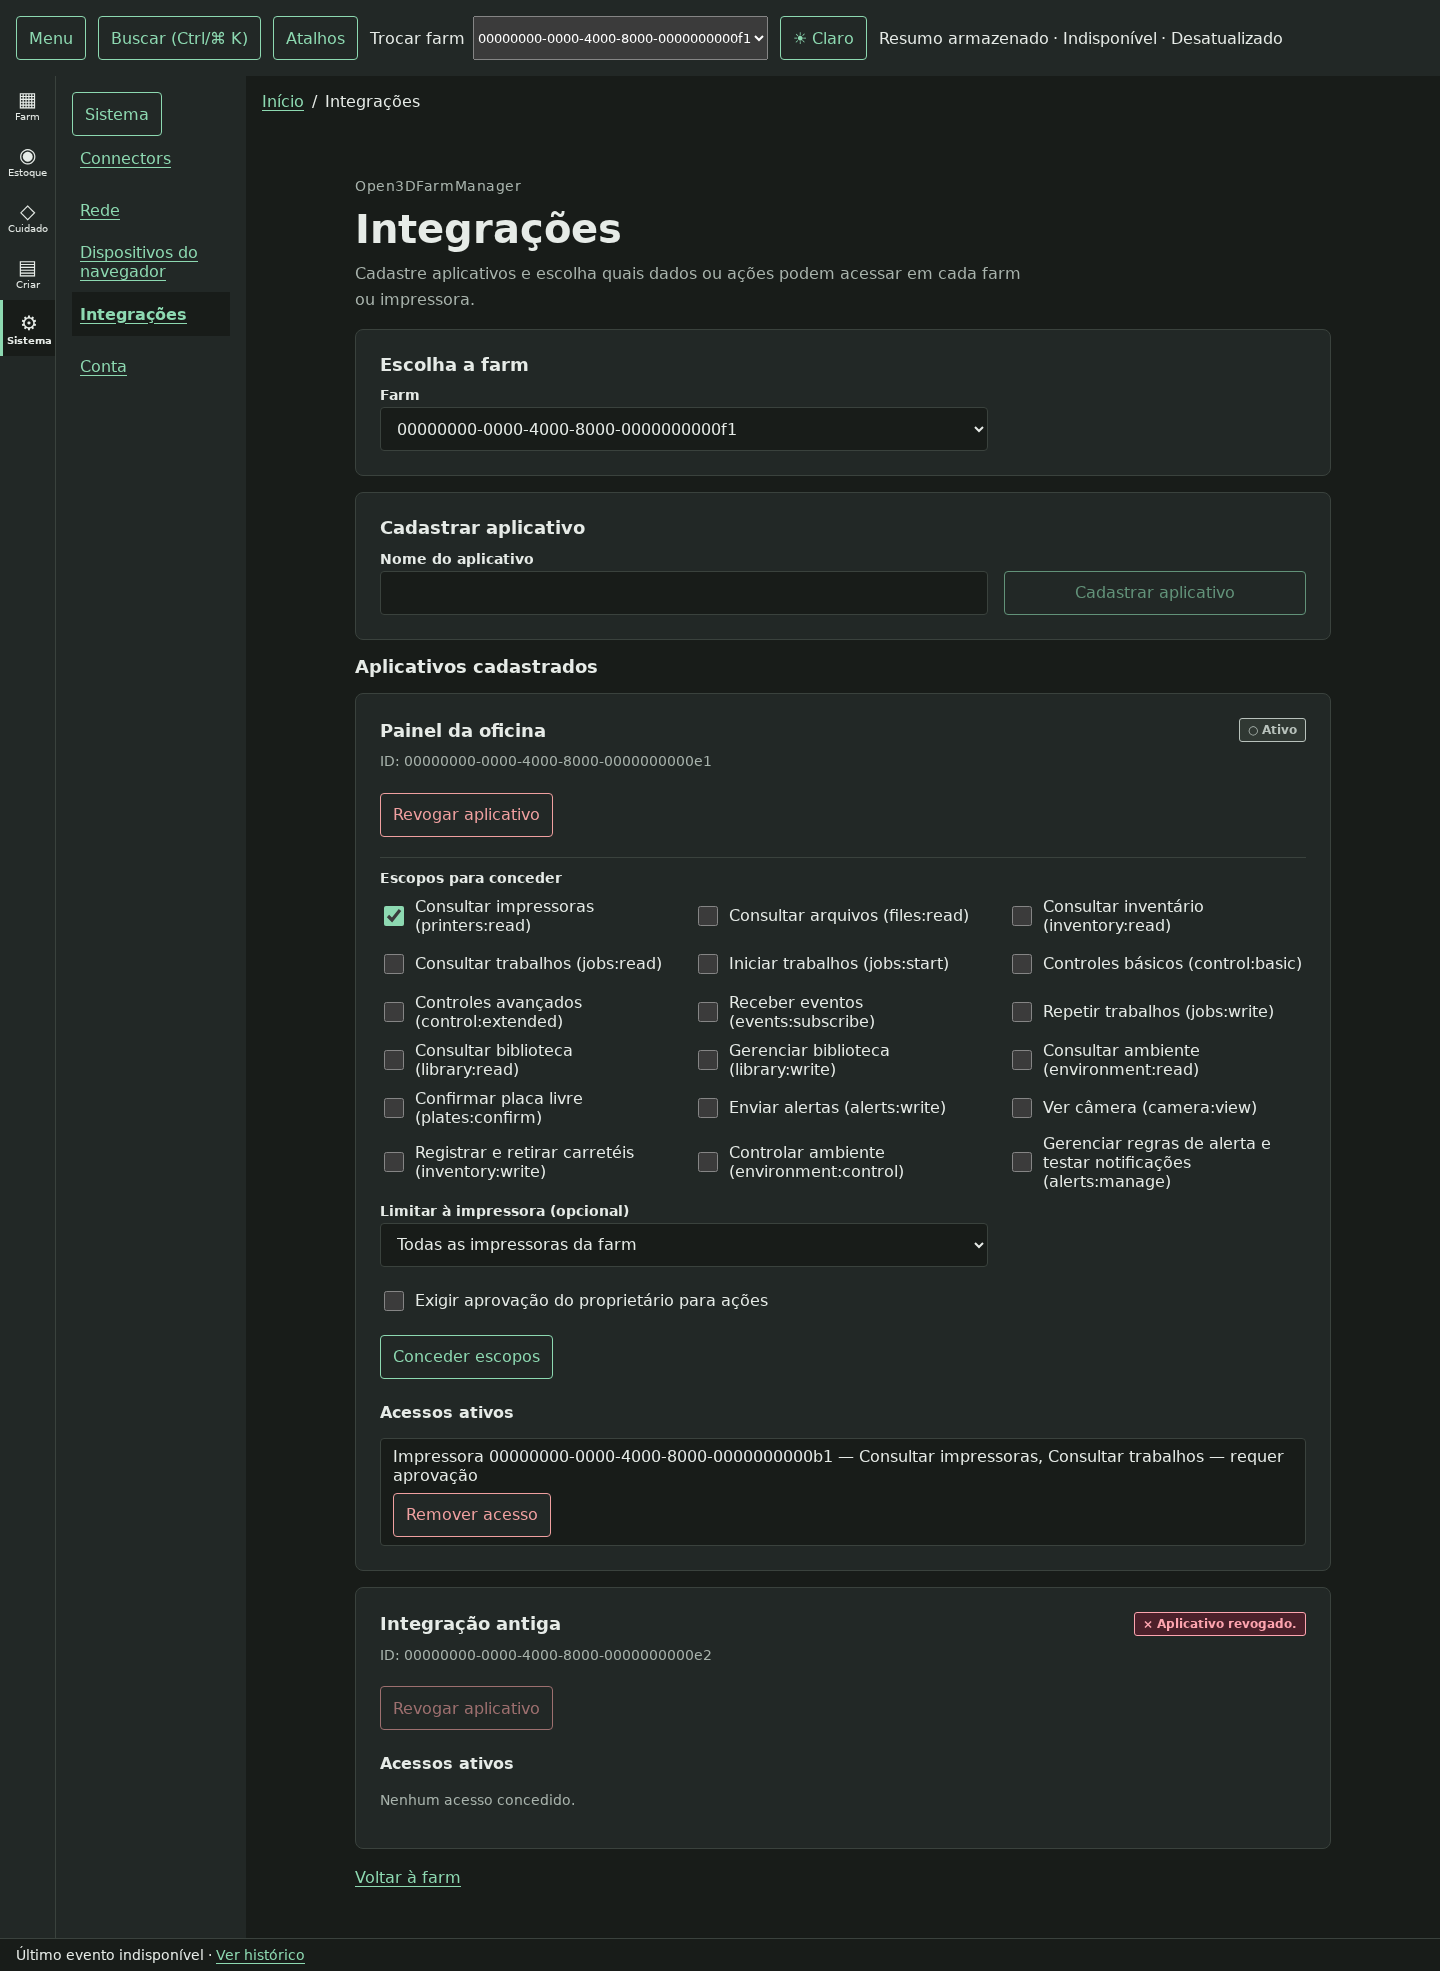 Menu
Buscar (Ctrl/⌘ K)
Atalhos
Trocar farm
00000000-0000-4000-8000-0000000000f1
☀ Claro
Resumo armazenado · Indisponível · Desatualizado
Farm
Estoque
Cuidado
Criar
Sistema
Sistema
Connectors
Rede
Dispositivos do
navegador
Integrações
Conta
Início / Integrações
Open3DFarmManager
Integrações
Cadastre aplicativos e escolha quais dados ou ações podem acessar em cada farm
ou impressora.
Escolha a farm
Farm
00000000-0000-4000-8000-0000000000f1
Cadastrar aplicativo
Nome do aplicativo
Cadastrar aplicativo
Aplicativos cadastrados
Painel da oficina
○ Ativo
ID: 00000000-0000-4000-8000-0000000000e1
Revogar aplicativo
Escopos para conceder
Consultar impressoras
(printers:read)
Consultar arquivos (files:read)
Consultar inventário
(inventory:read)
Consultar trabalhos (jobs:read)
Iniciar trabalhos (jobs:start)
Controles básicos (control:basic)
Controles avançados
(control:extended)
Receber eventos
(events:subscribe)
Repetir trabalhos (jobs:write)
Consultar biblioteca
(library:read)
Gerenciar biblioteca
(library:write)
Consultar ambiente
(environment:read)
Confirmar placa livre
(plates:confirm)
Enviar alertas (alerts:write)
Ver câmera (camera:view)
Registrar e retirar carretéis
(inventory:write)
Controlar ambiente
(environment:control)
Gerenciar regras de alerta e
testar notificações
(alerts:manage)
Limitar à impressora (opcional)
Todas as impressoras da farm
Exigir aprovação do proprietário para ações
Conceder escopos
Acessos ativos
Impressora 00000000-0000-4000-8000-0000000000b1 — Consultar impressoras, Consultar trabalhos — requer
aprovação
Remover acesso
Integração antiga
× Aplicativo revogado.
ID: 00000000-0000-4000-8000-0000000000e2
Revogar aplicativo
Acessos ativos
Nenhum acesso concedido.
Voltar à farm
Último evento indisponível · Ver histórico